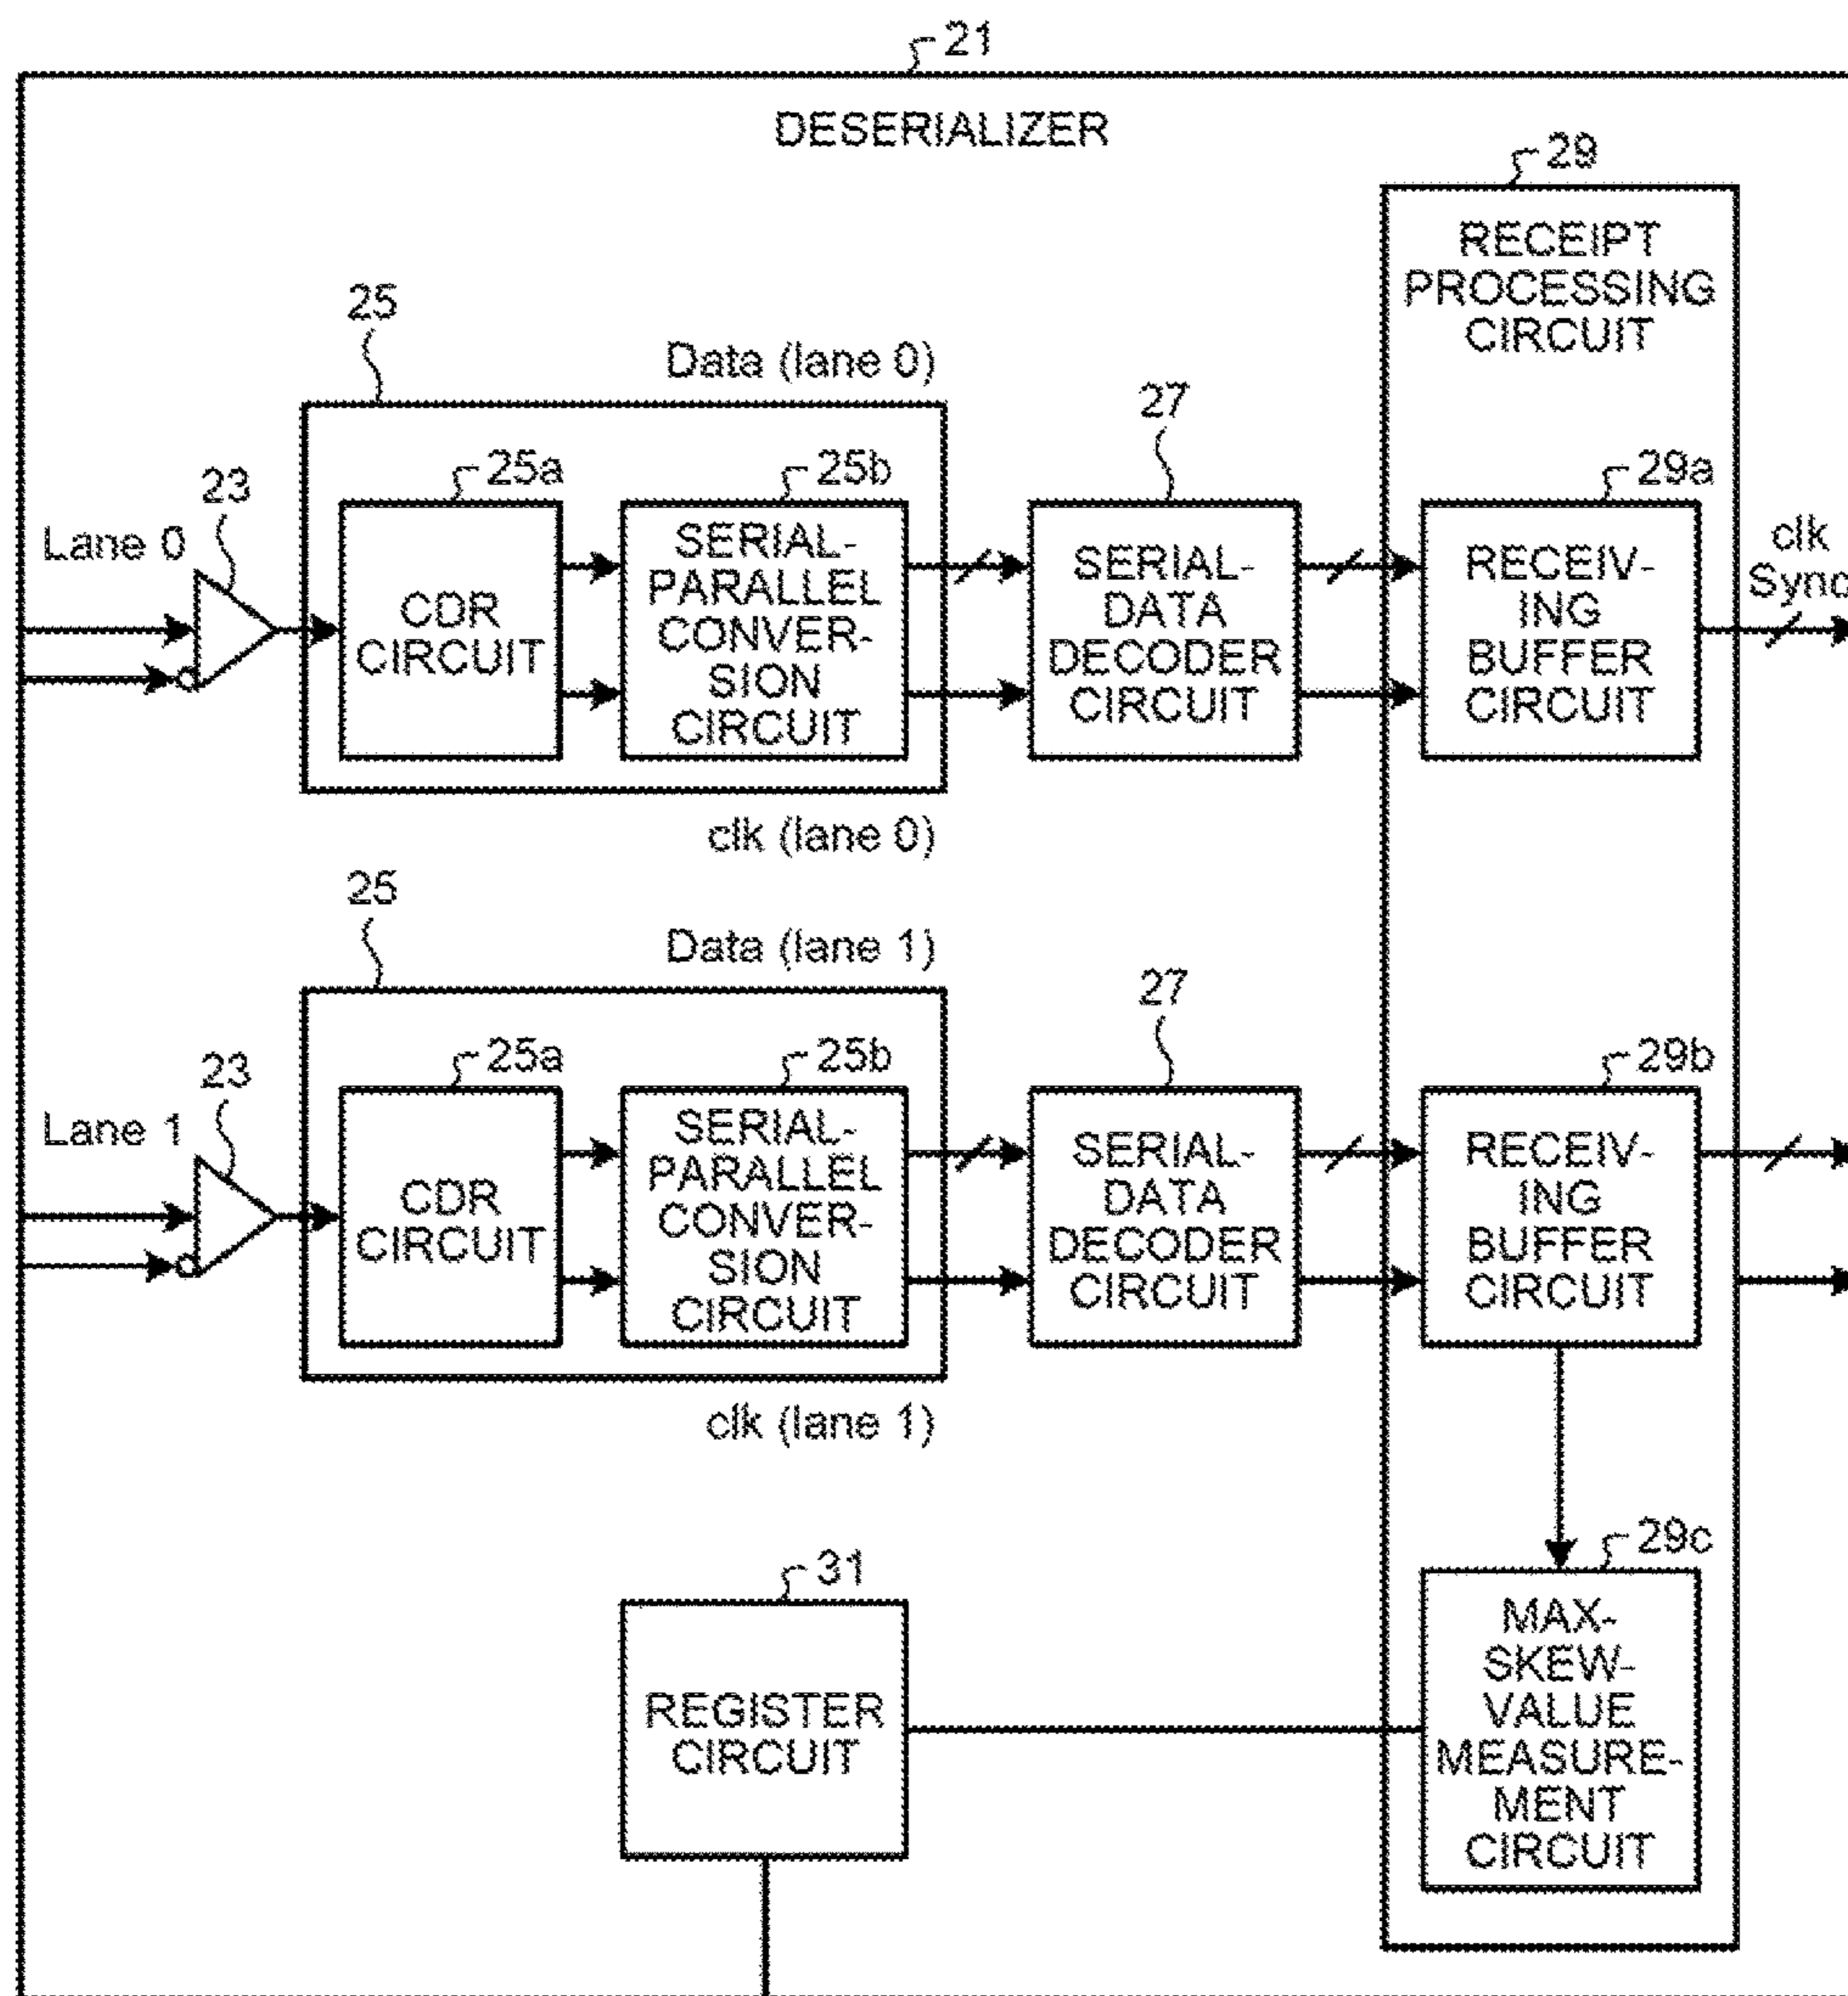 21
DESERIALIZER
29
RECEIPT
PROCESSING
CIRCUIT
25
Data (lane 0)
27
23
25a
25b
29a
Lane 0
CDR
CIRCUIT
SERIAL-
PARALLEL
CONVER-
SION
CIRCUIT
SERIAL-
DATA
DECODER
CIRCUIT
RECEIV-
ING
BUFFER
CIRCUIT
clk
Sync
clk (lane 0)
25
Data (lane 1)
27
23
25a
25b
29b
Lane 1
CDR
CIRCUIT
SERIAL-
PARALLEL
CONVER-
SION
CIRCUIT
SERIAL-
DATA
DECODER
CIRCUIT
RECEIV-
ING
BUFFER
CIRCUIT
clk (lane 1)
31
29c
REGISTER
CIRCUIT
MAX-
SKEW-
VALUE
MEASURE-
MENT
CIRCUIT